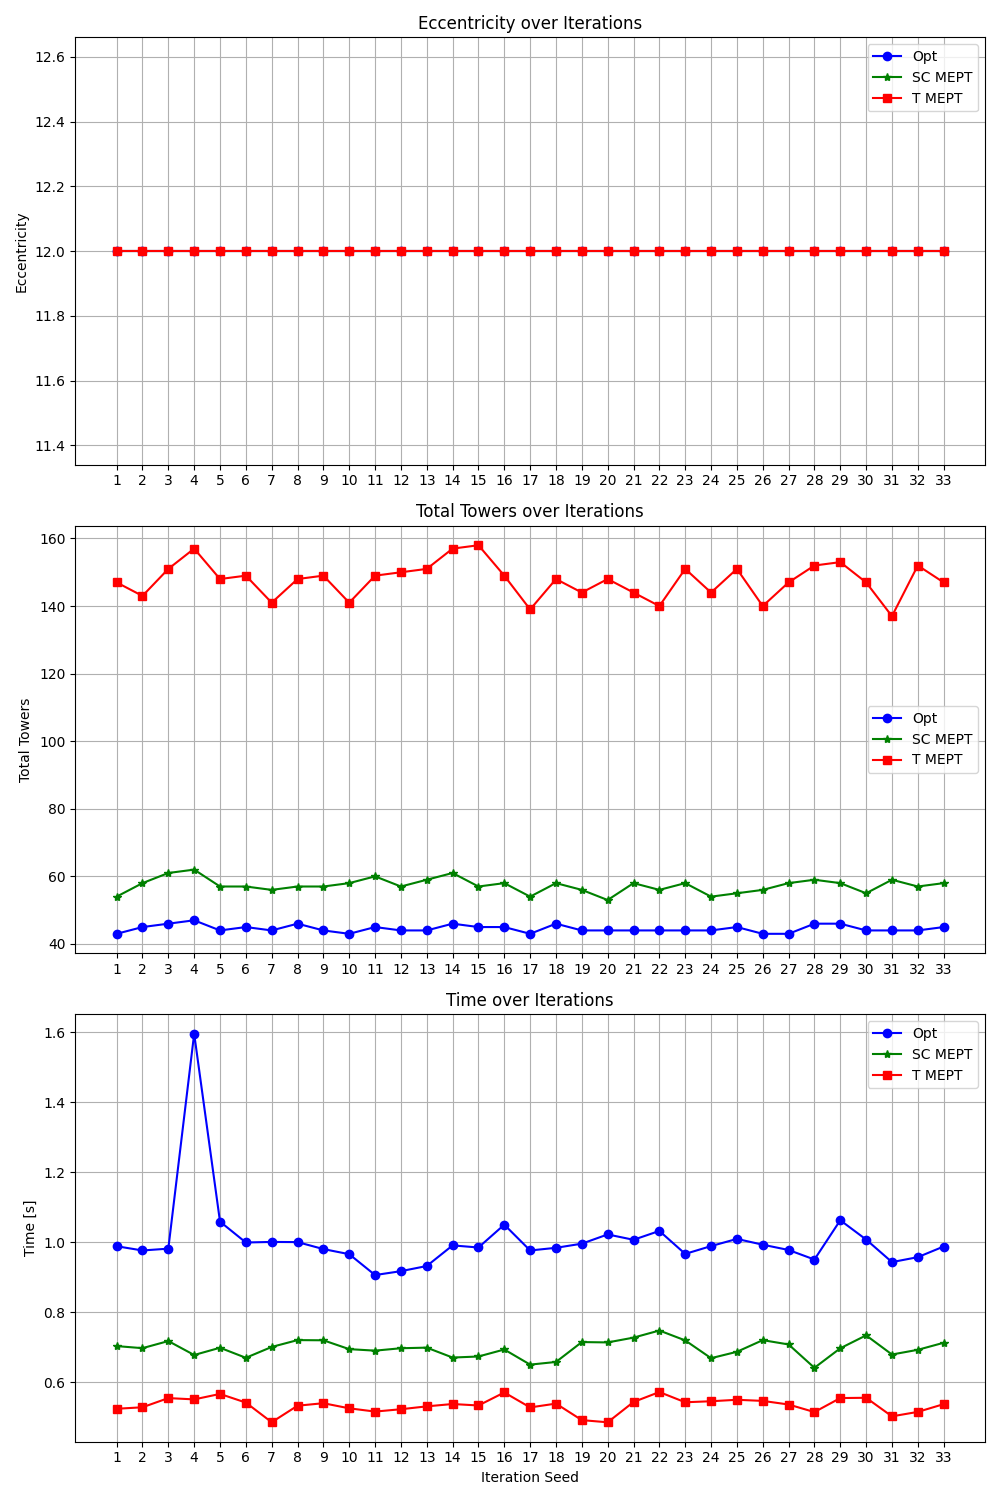 Eccentricity over Iterations
12.6
12.4
12.2
12.0
11.8
11.6
11.4
Eccentricity
Opt
SC MEPT
T MEPT
1 2 3 4 5 6 7 8 9 10 11 12 13 14 15 16 17 18 19 20 21 22 23 24 25 26 27 28 29 30 31 32 33
Total Towers over Iterations
160
140
120
100
80
60
40
Total Towers
Opt
SC MEPT
T MEPT
1 2 3 4 5 6 7 8 9 10 11 12 13 14 15 16 17 18 19 20 21 22 23 24 25 26 27 28 29 30 31 32 33
Time over Iterations
1.6
1.4
1.2
1.0
0.8
0.6
Time [s]
Opt
SC MEPT
T MEPT
1 2 3 4 5 6 7 8 9 10 11 12 13 14 15 16 17 18 19 20 21 22 23 24 25 26 27 28 29 30 31 32 33
Iteration Seed